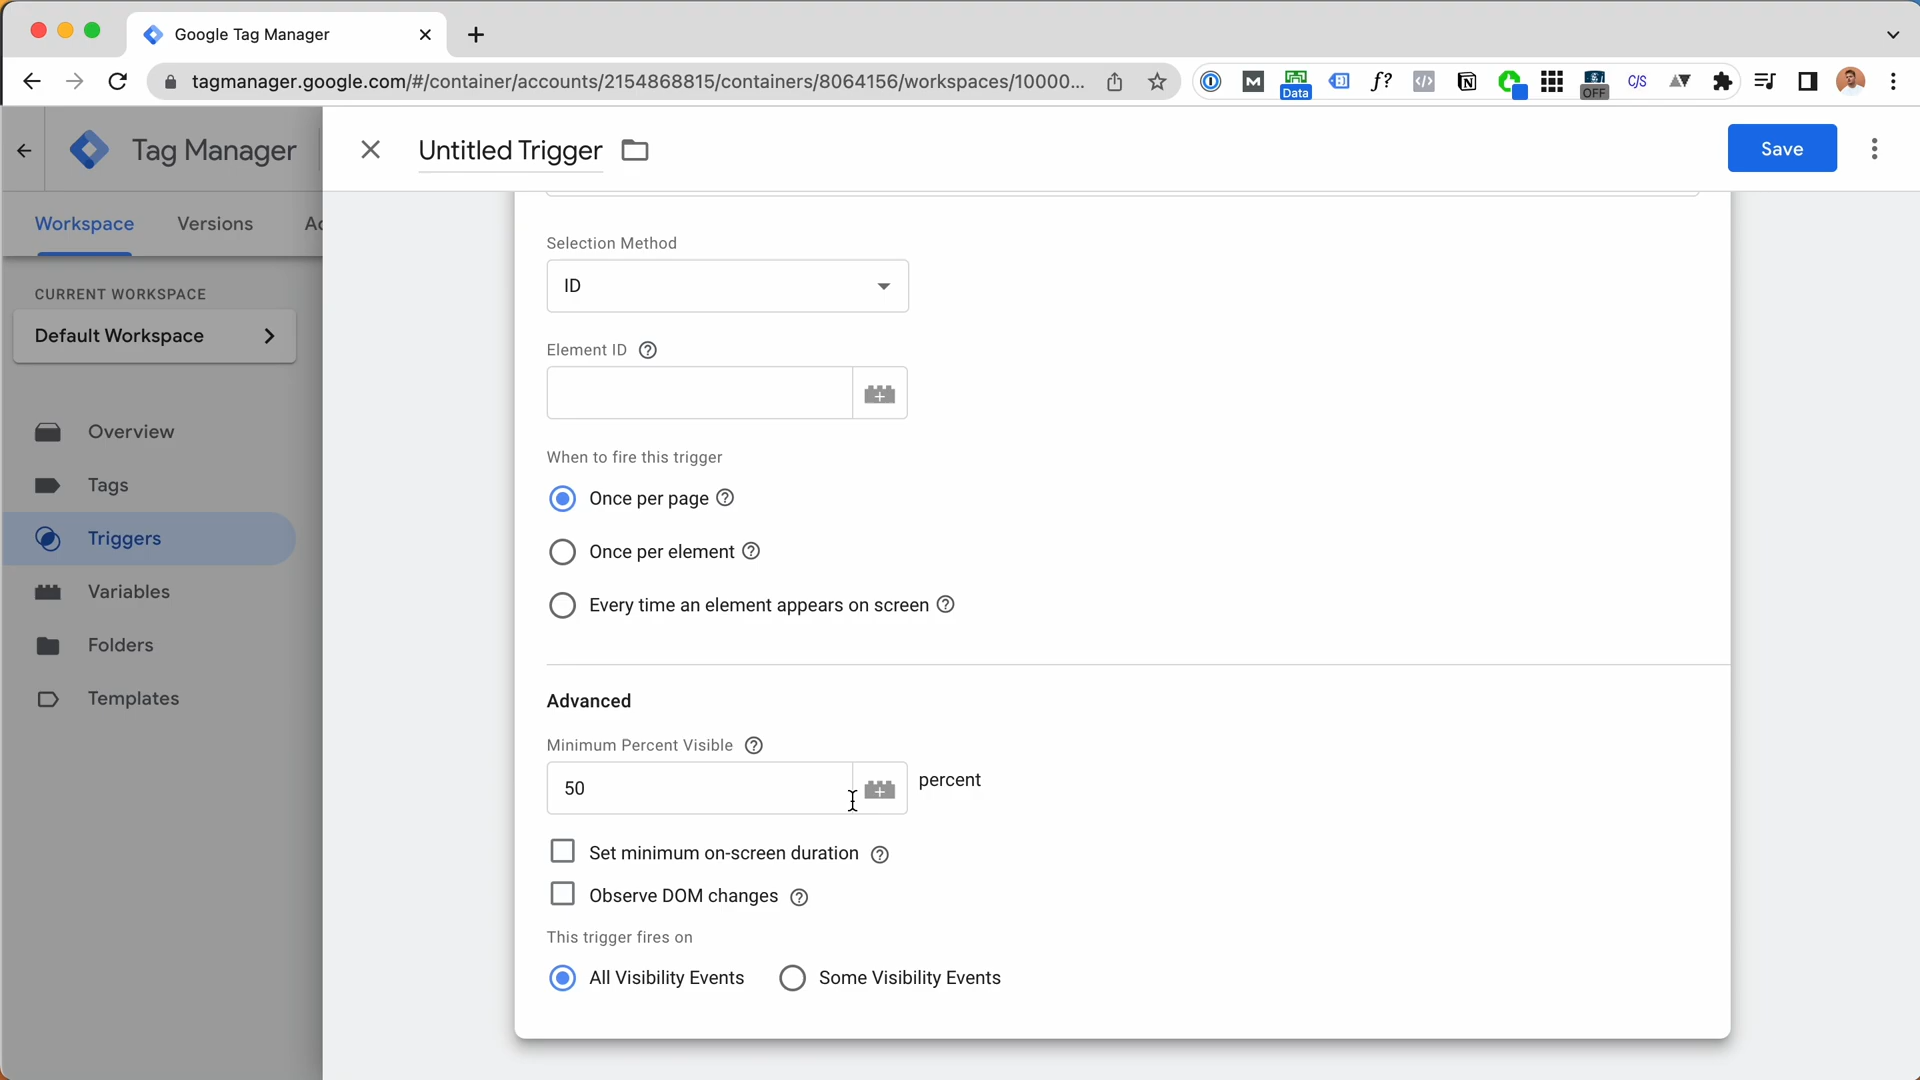 Google Tag Manager
tagmanager.google.com/#/container/accounts/2154868815/containers/8064156/workspaces/10000...
Data
f?
OFF
C/S
Tag Manager
Untitled Trigger
Save
Workspace
Versions
Ac
CURRENT WORKSPACE
Default Workspace
Overview
Tags
Triggers
Variables
Folders
Templates
Selection Method
ID
Element ID
When to fire this trigger
Once per page
Once per element
Every time an element appears on screen
Advanced
Minimum Percent Visible
50
percent
Set minimum on-screen duration
Observe DOM changes
This trigger fires on
All Visibility Events
Some Visibility Events